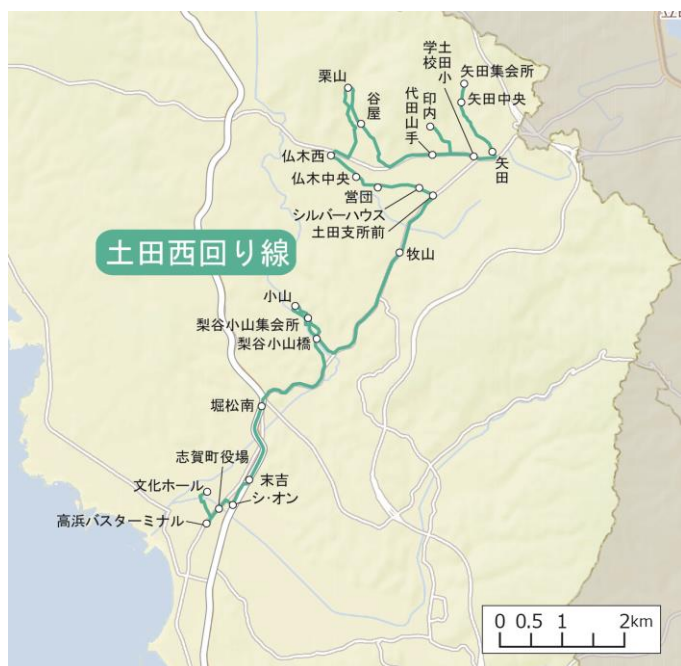 栗山
谷屋
代田山手
印内
土田小
学校
矢田集会所
矢田中央
矢田
仏木西
仏木中央
営団
シルバーハウス
土田支所前
牧山
土田西回り線
小山
梨谷小山集会所
梨谷小山橋
堀松南
志賀町役場
文化ホール
末吉
シ・オン
高浜バスターミナル
0 0.5 1 2km